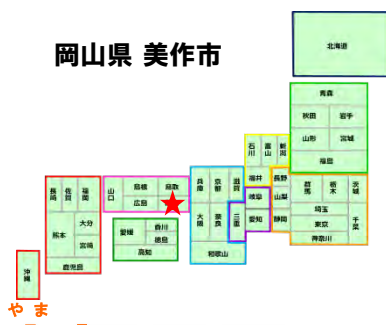 岡山県 美作市
北海道
青森
秋田 岩手
山形 宮城
福島
石川 富山 新潟
福井 長野
岐阜 山梨
愛知 静岡
群馬 栃木 茨城
埼玉
東京 千葉
神奈川
兵庫 京都 滋賀
大阪 奈良 三重
和歌山
山口 島根 鳥取
広島
愛媛 香川
徳島
高知
長崎 佐賀 福岡
熊本 大分
宮崎
鹿児島
沖縄
やま